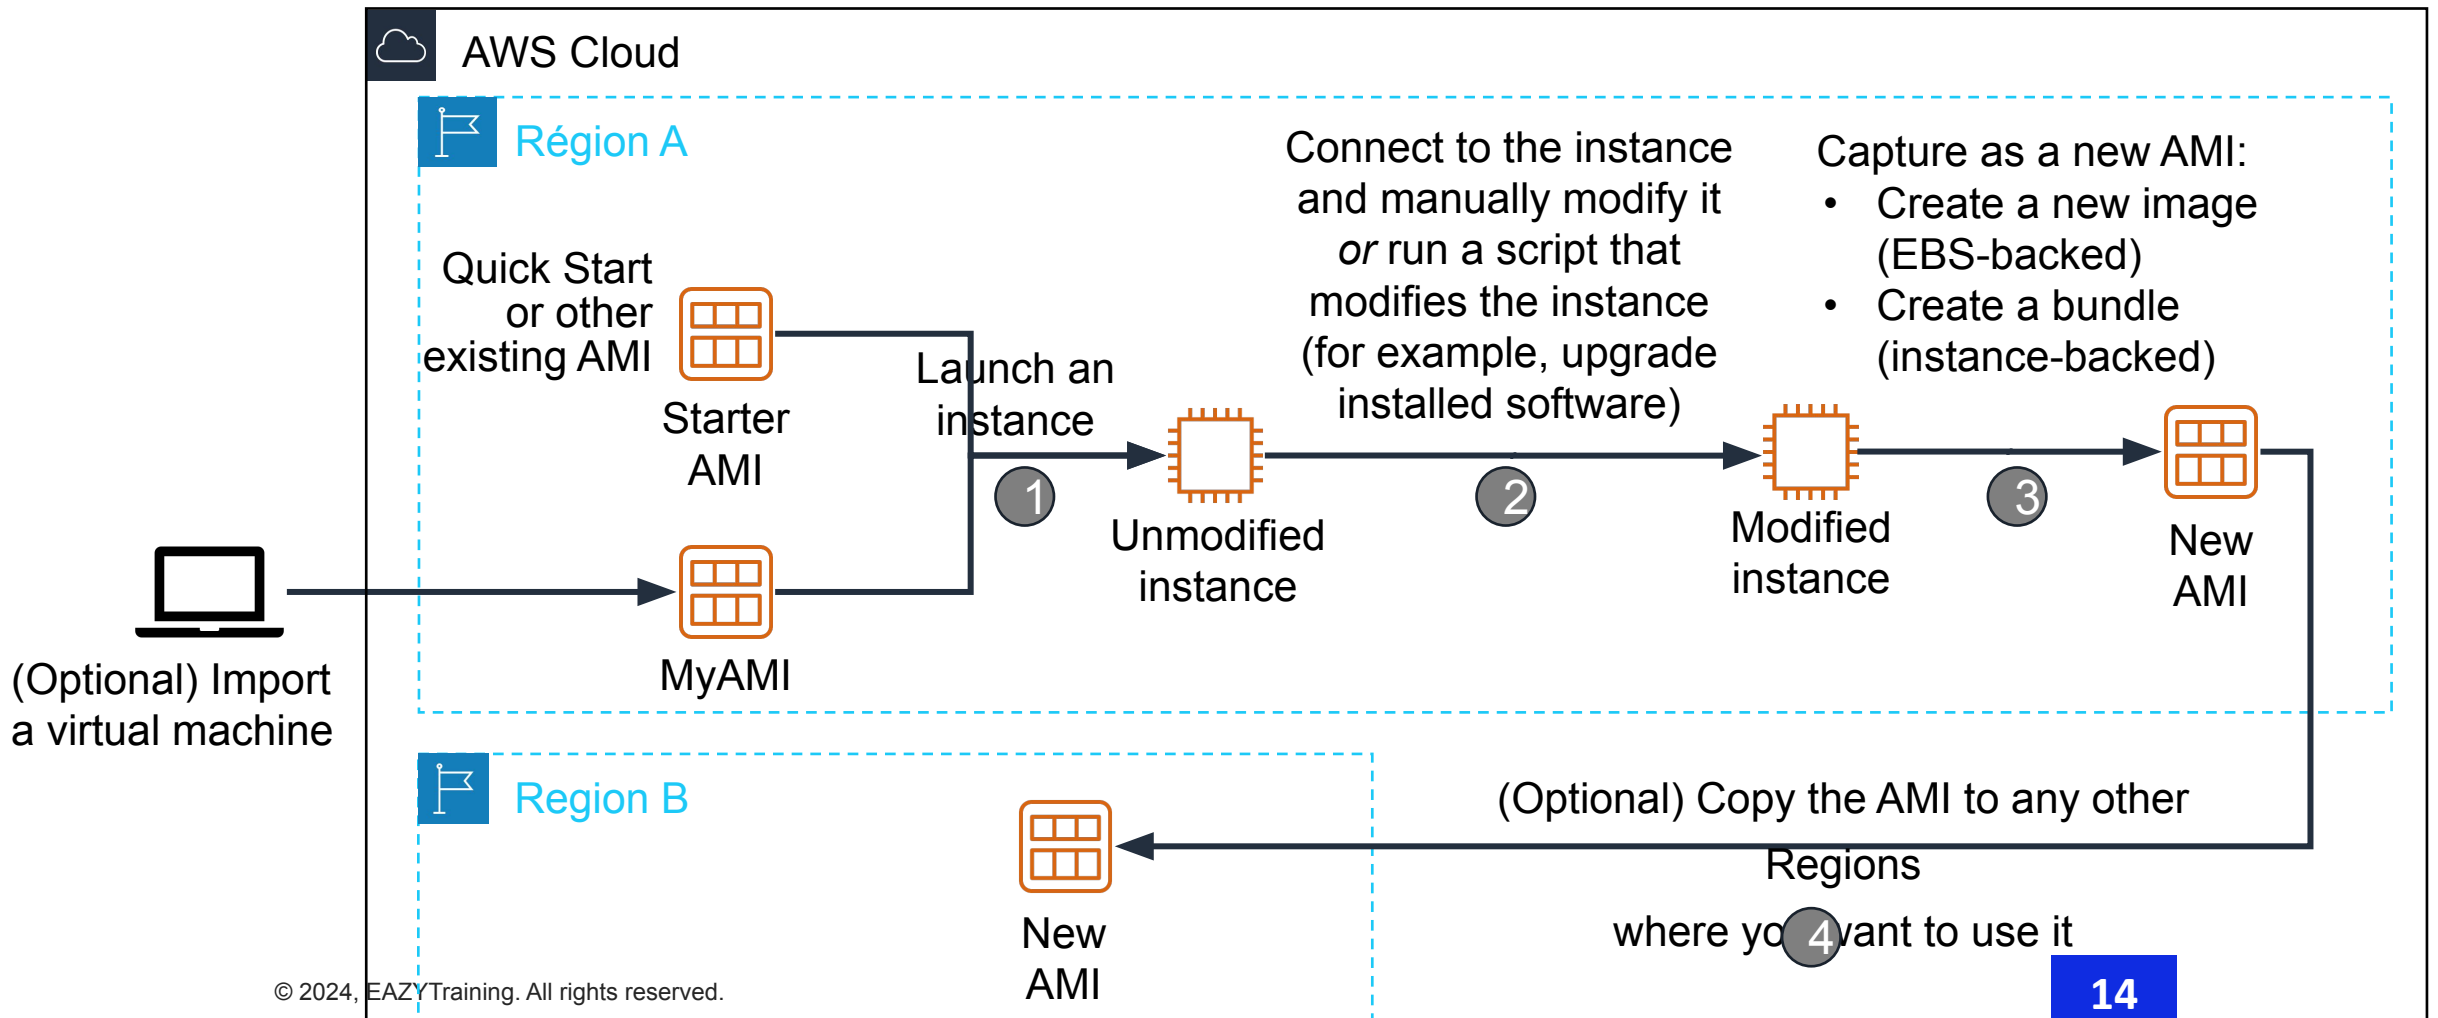 AWS Cloud
Région A
Quick Start
or other
existing AMI
Starter
AMI
Launch an
instance
1
Unmodified
instance
Connect to the instance
and manually modify it
or run a script that
modifies the instance
(for example, upgrade
installed software)
2
Modified
instance
Capture as a new AMI:
• Create a new image
(EBS-backed)
• Create a bundle
(instance-backed)
3
New
AMI
(Optional) Import
a virtual machine
MyAMI
Region B
New
AMI
(Optional) Copy the AMI to any other
Regions
where you want to use it
4
© 2024, EAZYTraining. All rights reserved.
14